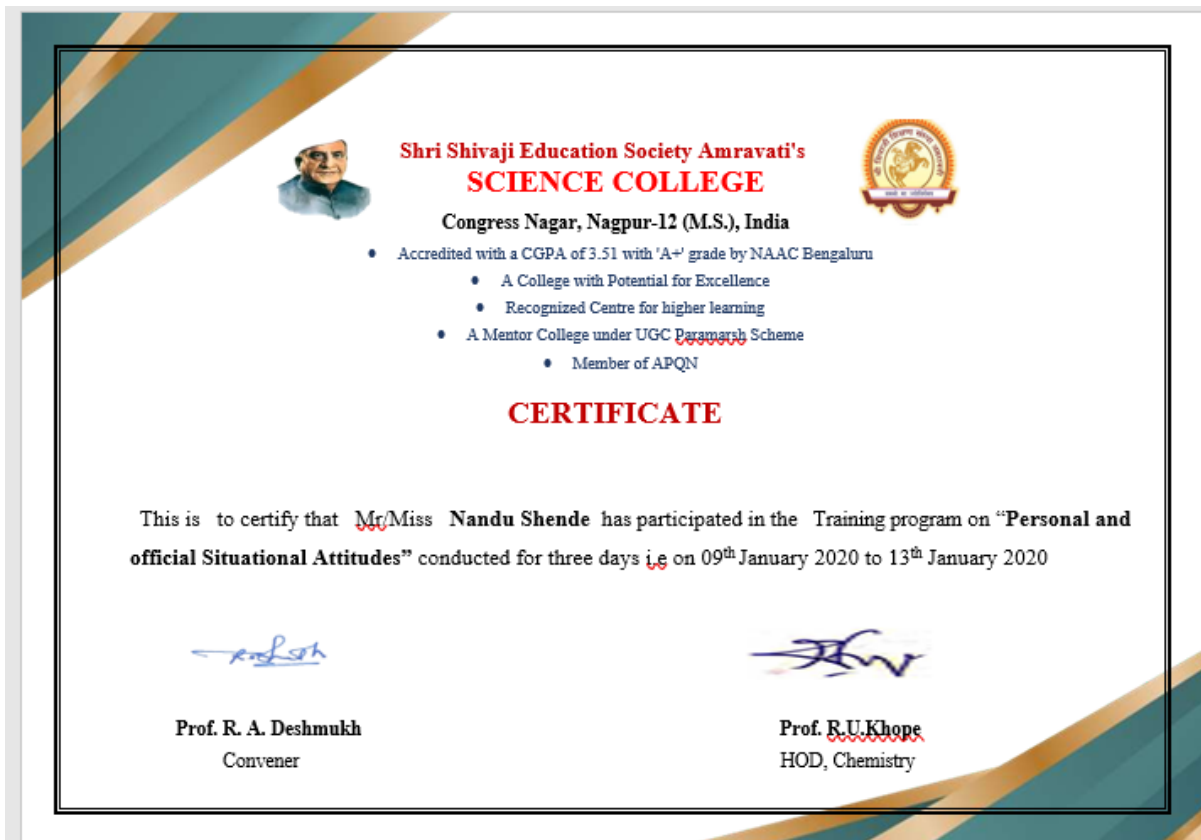 Shri Shivaji Education Society Amravati's
SCIENCE COLLEGE
Congress Nagar, Nagpur-12 (M.S.), India
● Accredited with a CGPA of 3.51 with 'A+' grade by NAAC Bengaluru
● A College with Potential for Excellence
● Recognized Centre for higher learning
● A Mentor College under UGC Paramarsh Scheme
● Member of APQN
CERTIFICATE
This is to certify that Mr/Miss Nandu Shende has participated in the Training program on “Personal and
official Situational Attitudes” conducted for three days i.e on 09th January 2020 to 13th January 2020
Prof. R. A. Deshmukh
Convener
Prof. R.U.Khope
HOD, Chemistry